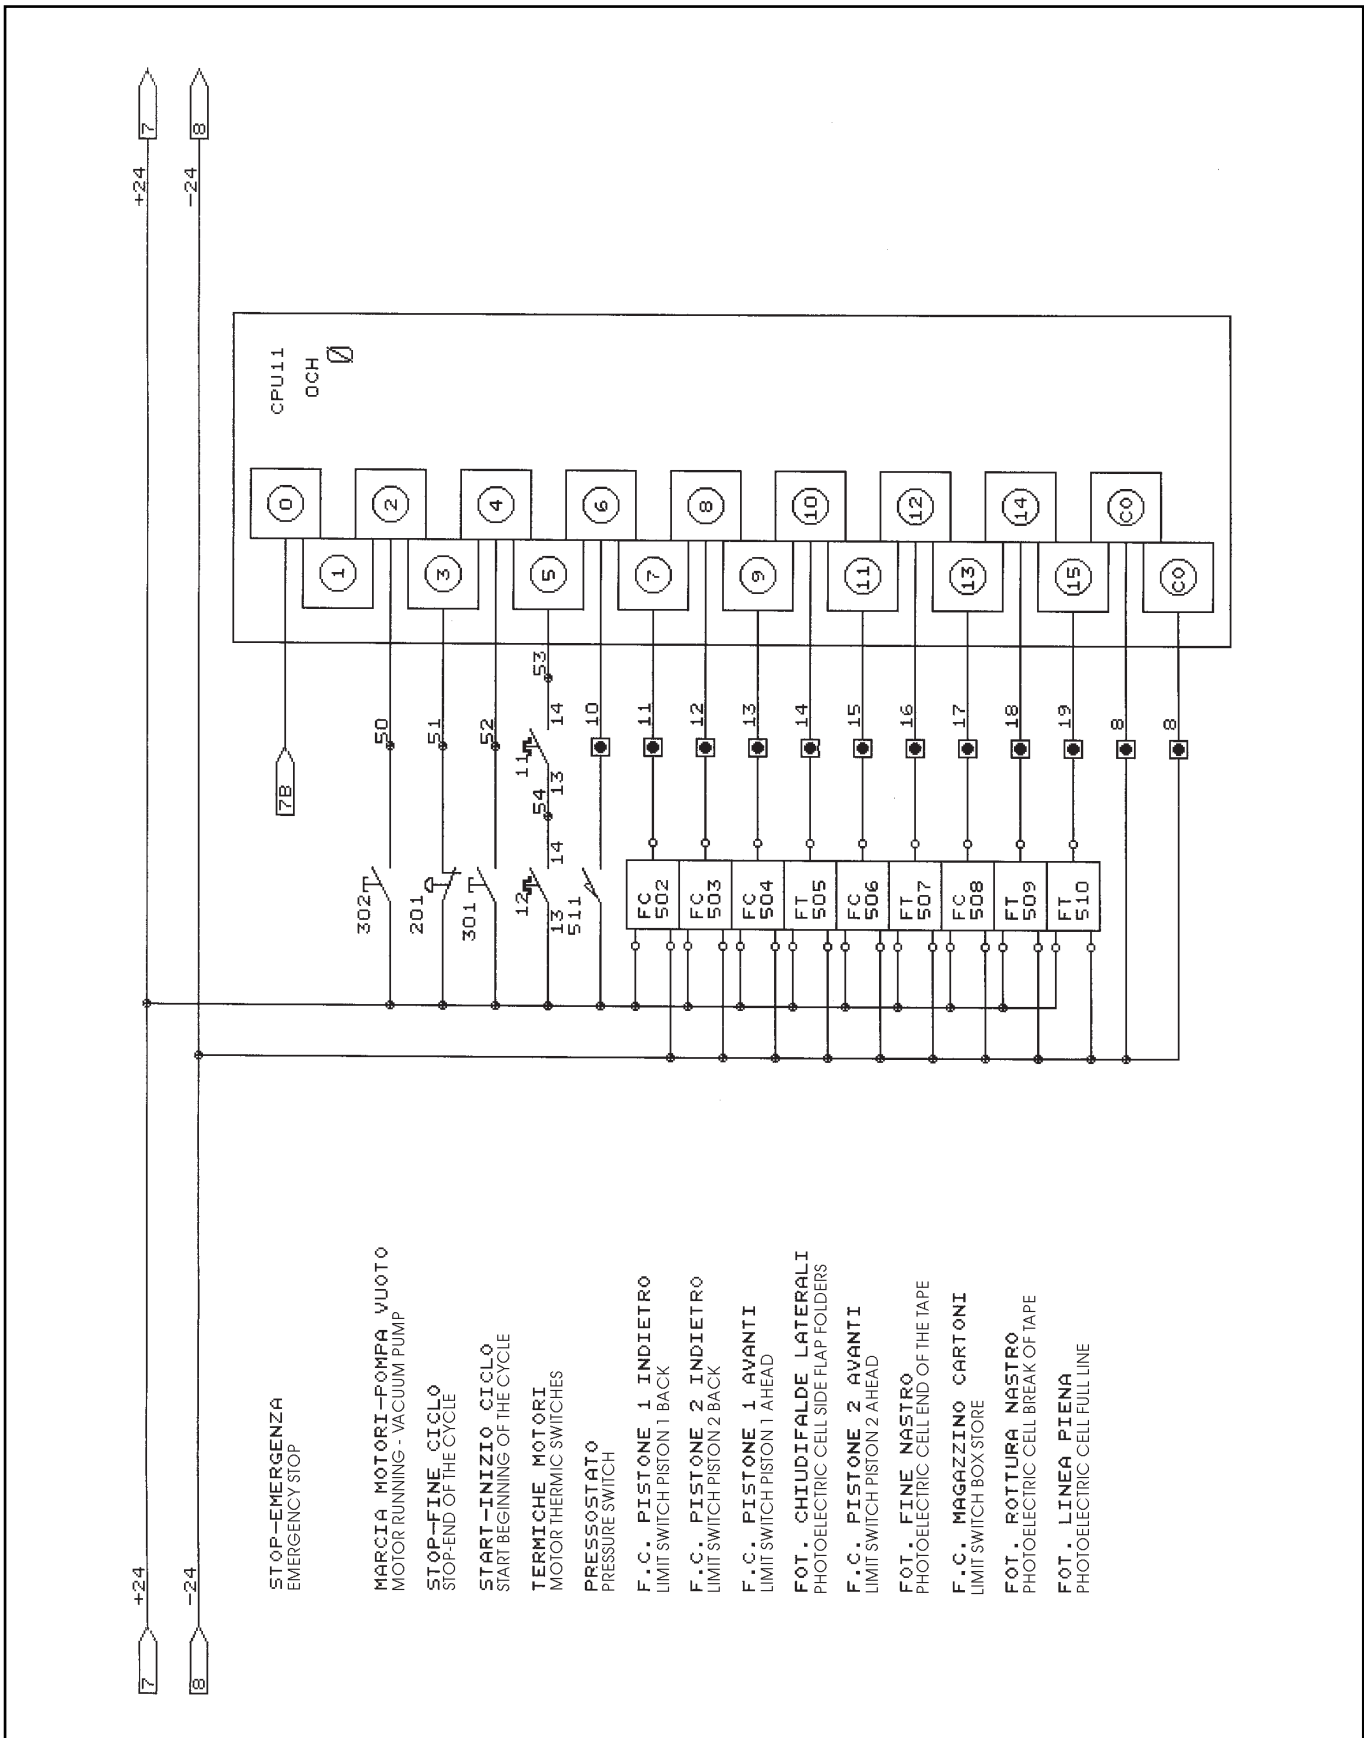 7
+24
+24
7
8
-24
-24
8
STOP-EMERGENZA
EMERGENCY STOP
7B
0
CPU11
OCH
0
1
MARCIA MOTORI-POMPA VUOTO
MOTOR RUNNING - VACUUM PUMP
302
50
2
STOP-FINE CICLO
STOP-END OF THE CYCLE
201
51
3
START-INIZIO CICLO
START BEGINNING OF THE CYCLE
301
52
4
TERMICHE MOTORI
MOTOR THERMIC SWITCHES
12
13
14
54
11
13
14
53
5
PRESSOSTATO
PRESSURE SWITCH
511
10
6
F.C. PISTONE 1 INDIETRO
LIMIT SWITCH PISTON 1 BACK
FC
502
11
7
F.C. PISTONE 2 INDIETRO
LIMIT SWITCH PISTON 2 BACK
FC
503
12
8
F.C. PISTONE 1 AVANTI
LIMIT SWITCH PISTON 1 AHEAD
FC
504
13
9
FOT. CHIUDIFALDE LATERALI
PHOTOELECTRIC CELL SIDE FLAP FOLDERS
FT
505
14
10
F.C. PISTONE 2 AVANTI
LIMIT SWITCH PISTON 2 AHEAD
FC
506
15
11
FOT. FINE NASTRO
PHOTOELECTRIC CELL END OF THE TAPE
FT
507
16
12
F.C. MAGAZZINO CARTONI
LIMIT SWITCH BOX STORE
FC
508
17
13
FOT. ROTTURA NASTRO
PHOTOELECTRIC CELL BREAK OF TAPE
FT
509
18
14
FOT. LINEA PIENA
PHOTOELECTRIC CELL FULL LINE
FT
510
19
15
8
CO
8
CO